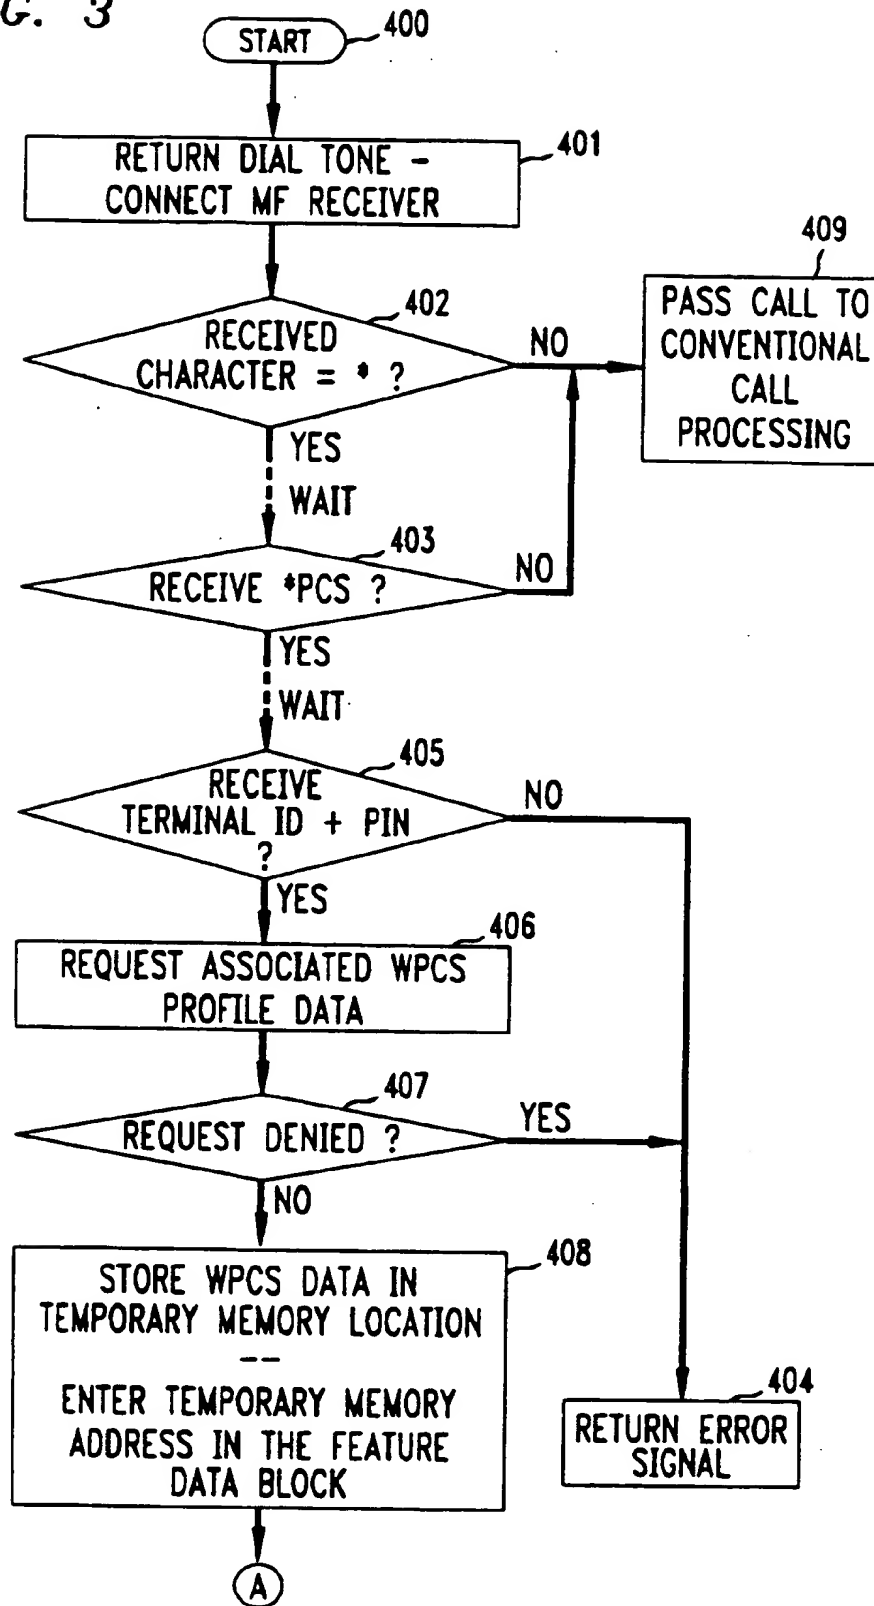 G. 3
START
400
RETURN DIAL TONE -
CONNECT MF RECEIVER
401
409
PASS CALL TO
CONVENTIONAL
CALL
PROCESSING
402
RECEIVED
CHARACTER = * ?
NO
YES
WAIT
403
RECEIVE *PCS ?
NO
YES
WAIT
405
RECEIVE
TERMINAL ID + PIN
?
NO
YES
406
REQUEST ASSOCIATED WPCS
PROFILE DATA
407
REQUEST DENIED ?
YES
NO
408
STORE WPCS DATA IN
TEMPORARY MEMORY LOCATION
--
ENTER TEMPORARY MEMORY
ADDRESS IN THE FEATURE
DATA BLOCK
404
RETURN ERROR
SIGNAL
A